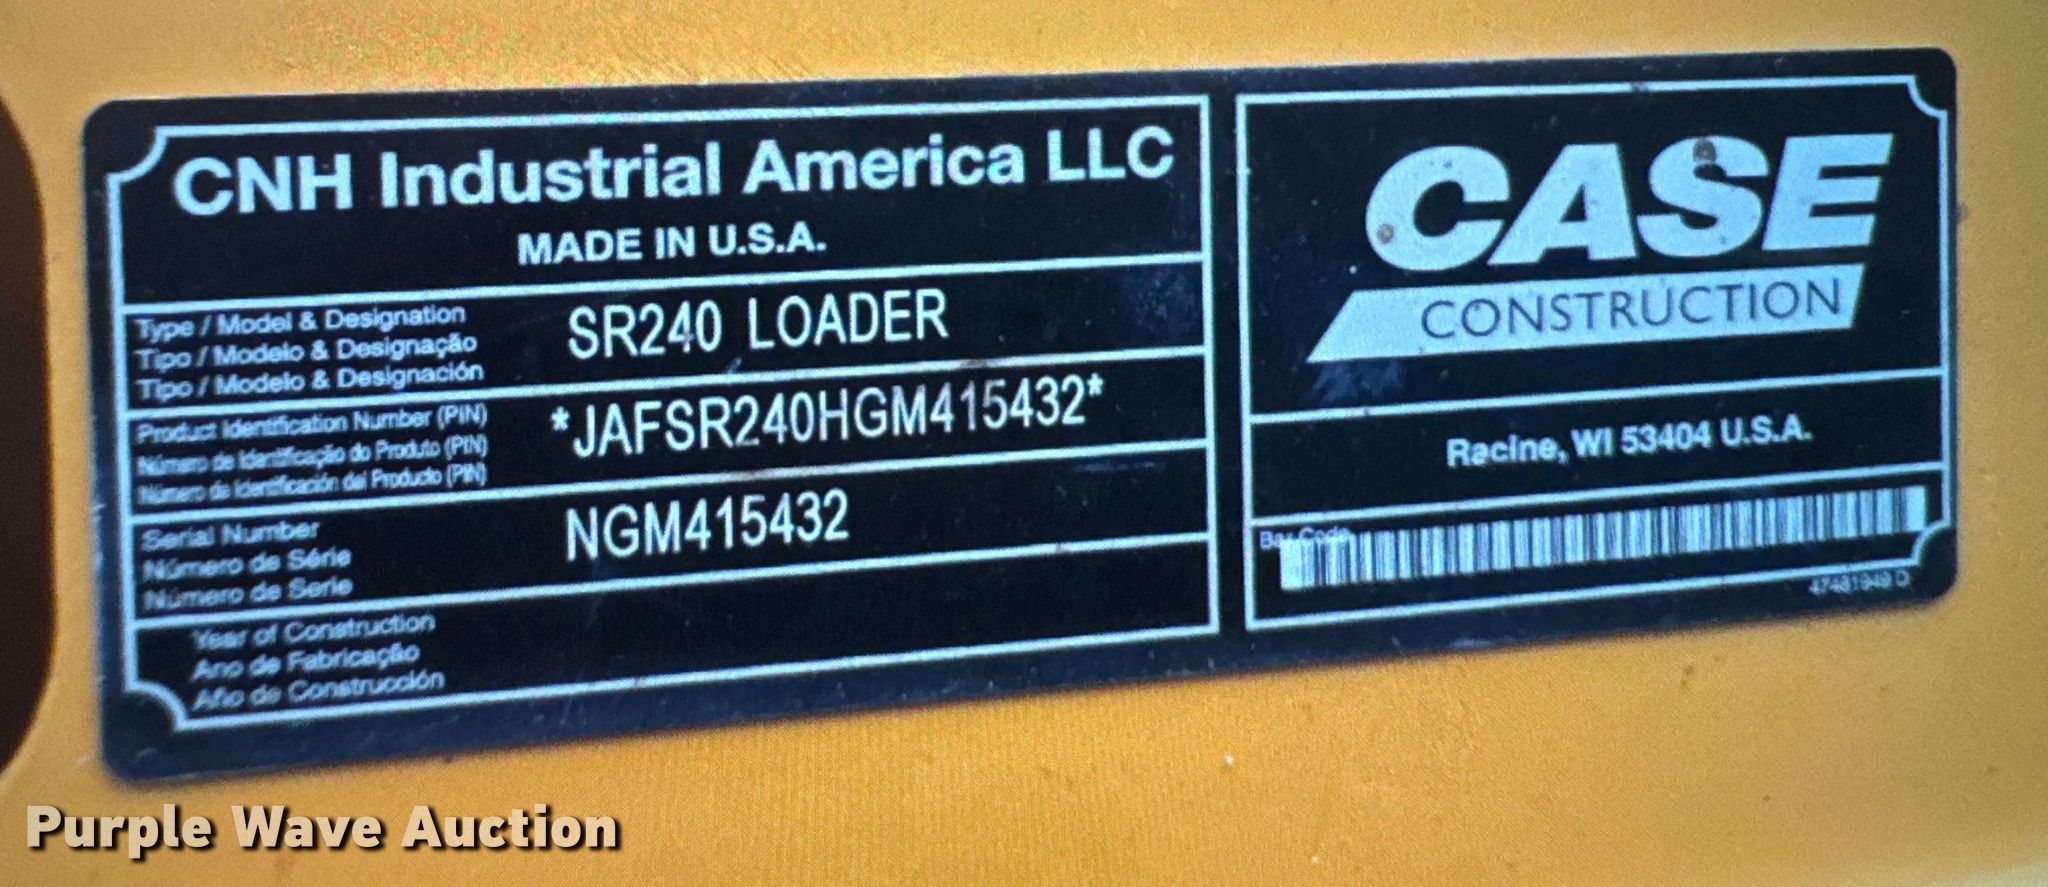 CNH Industrial America LLC
MADE IN U.S.A.
Type / Model & Designation
Tipo / Modelo & Designação
Tipo / Modelo & Designación
SR240 LOADER
Product Identification Number (PIN)
Número de Identificação do Produto (PIN)
Número de Identificación del Producto (PIN)
*JAFSR240HGM415432*
Serial Number
Número de Série
Número de Serie
NGM415432
Year of Construction
Ano de Fabricação
Año de Construcción
CASE
CONSTRUCTION
Racine, WI 53404 U.S.A.
Bar Code
47481949 D
Purple Wave Auction